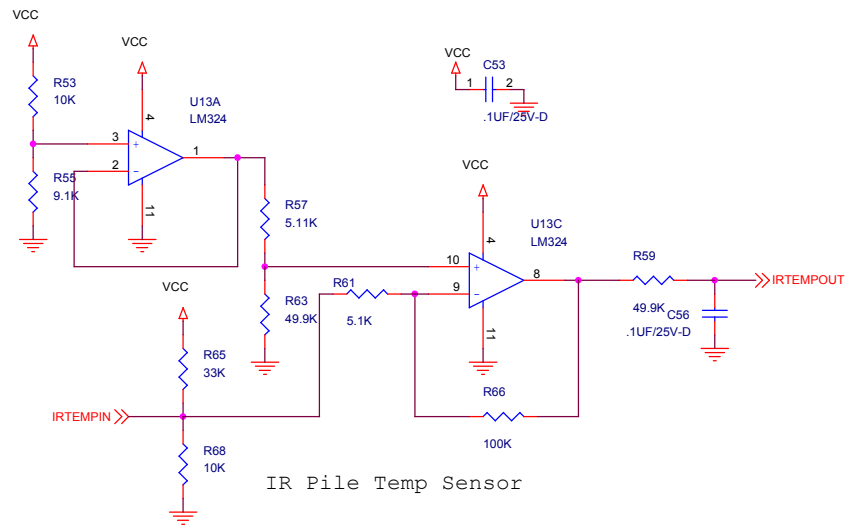 VCC
R53
10K
R55
9.1K
VCC
U13A
LM324
3
2
1
4
11
+
−
VCC
C53
1
2
.1UF/25V-D
R57
5.11K
R63
49.9K
VCC
U13C
LM324
10
9
8
4
11
+
−
R61
5.1K
R59
49.9K
C56
.1UF/25V-D
IRTEMPOUT
VCC
R65
33K
IRTEMPIN
R68
10K
R66
100K
IR Pile Temp Sensor